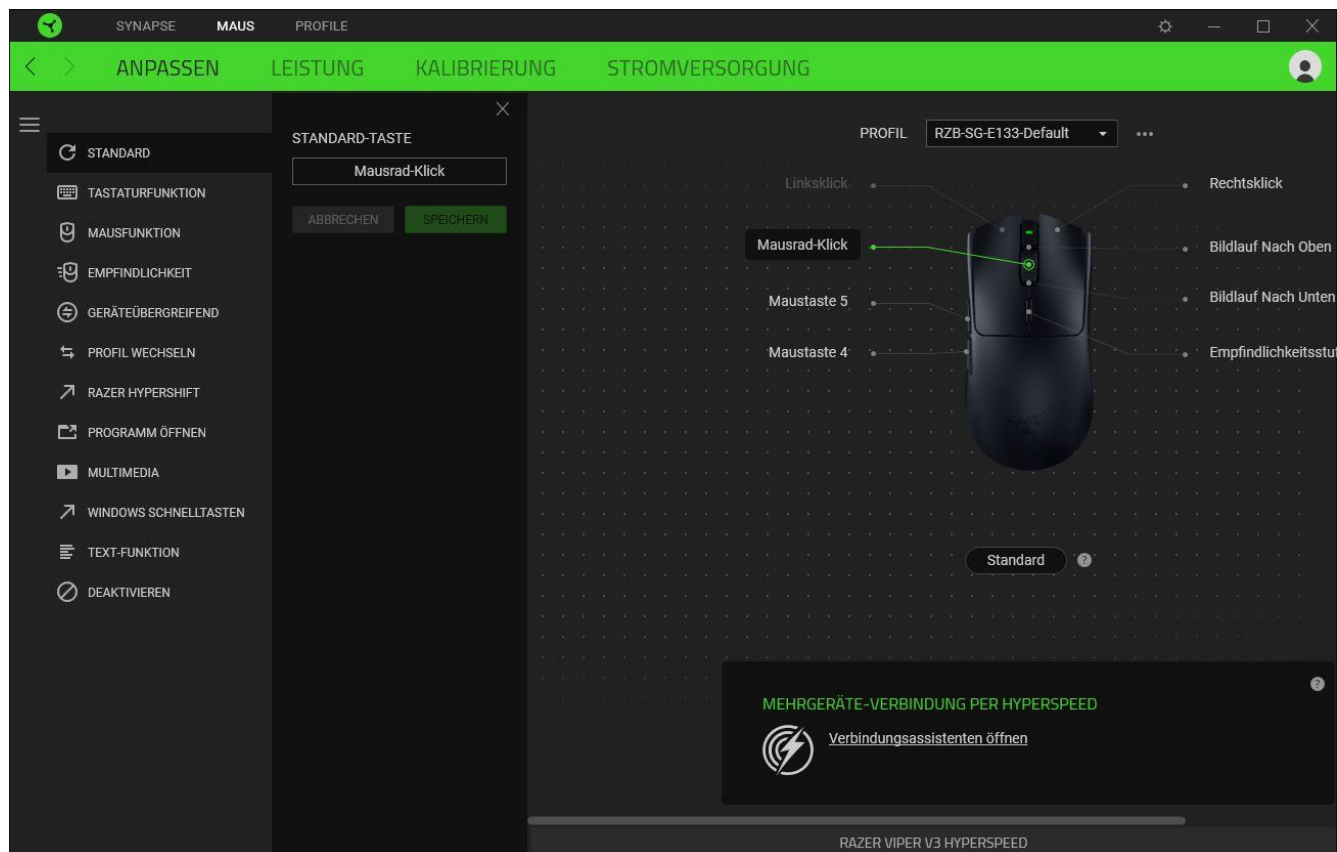 SYNAPSE MAUS PROFILE
ANPASSEN LEISTUNG KALIBRIERUNG STROMVERSORGUNG
STANDARD
TASTATURFUNKTION
MAUSFUNKTION
EMPFINDLICHKEIT
GERÄTEÜBERGREIFEND
PROFIL WECHSELN
RAZER HYPERSHIFT
PROGRAMM ÖFFNEN
MULTIMEDIA
WINDOWS SCHNELLTASTEN
TEXT-FUNKTION
DEAKTIVIEREN
STANDARD-TASTE
Mausrad-Klick
ABBRECHEN SPEICHERN
PROFIL RZB-SG-E133-Default
Linksklick Rechtsklick
Mausrad-Klick Bildlauf Nach Oben
Maustaste 5 Bildlauf Nach Unten
Maustaste 4 Empfindlichkeitsstuf
Standard ?
?
MEHRGERÄTE-VERBINDUNG PER HYPERSPEED
Verbindungsassistenten öffnen
RAZER VIPER V3 HYPERSPEED